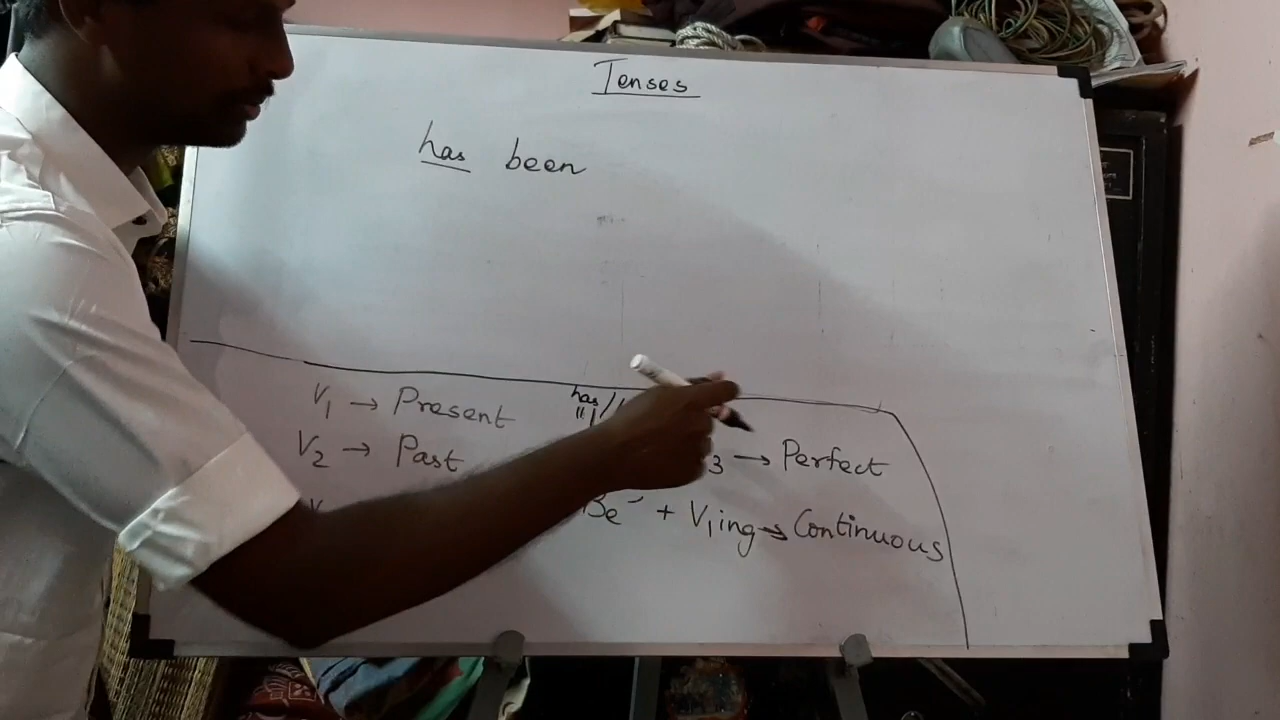 Tenses
has been
V1 → Present
has/
V2 → Past
3 → Perfect
V
Be + V1ing → Continuous